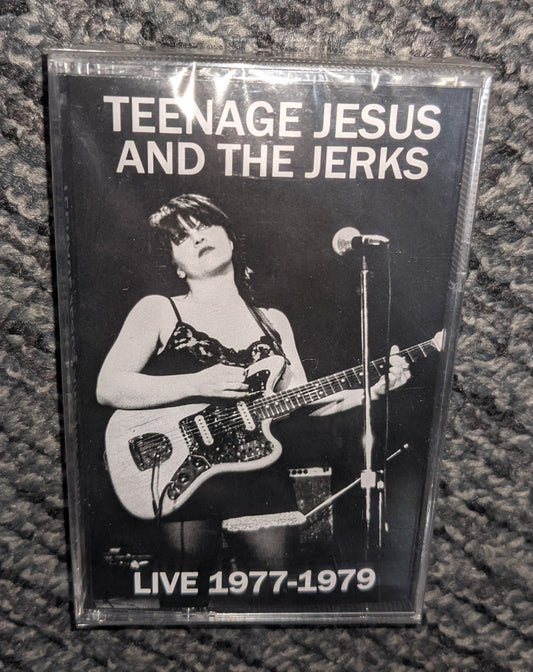 TEENAGE JESUS
AND THE JERKS
LIVE 1977-1979